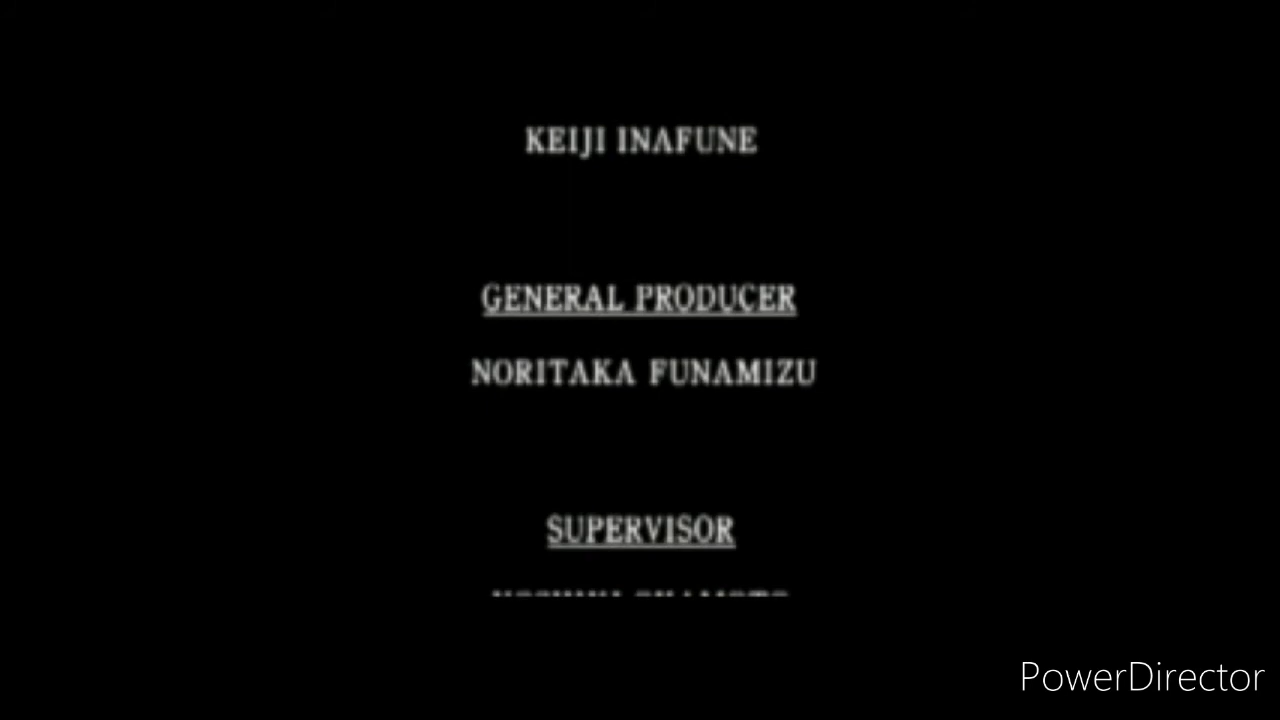 KEIJI INAFUNE
GENERAL PRODUCER
NORITAKA FUNAMIZU
SUPERVISOR
PowerDirector